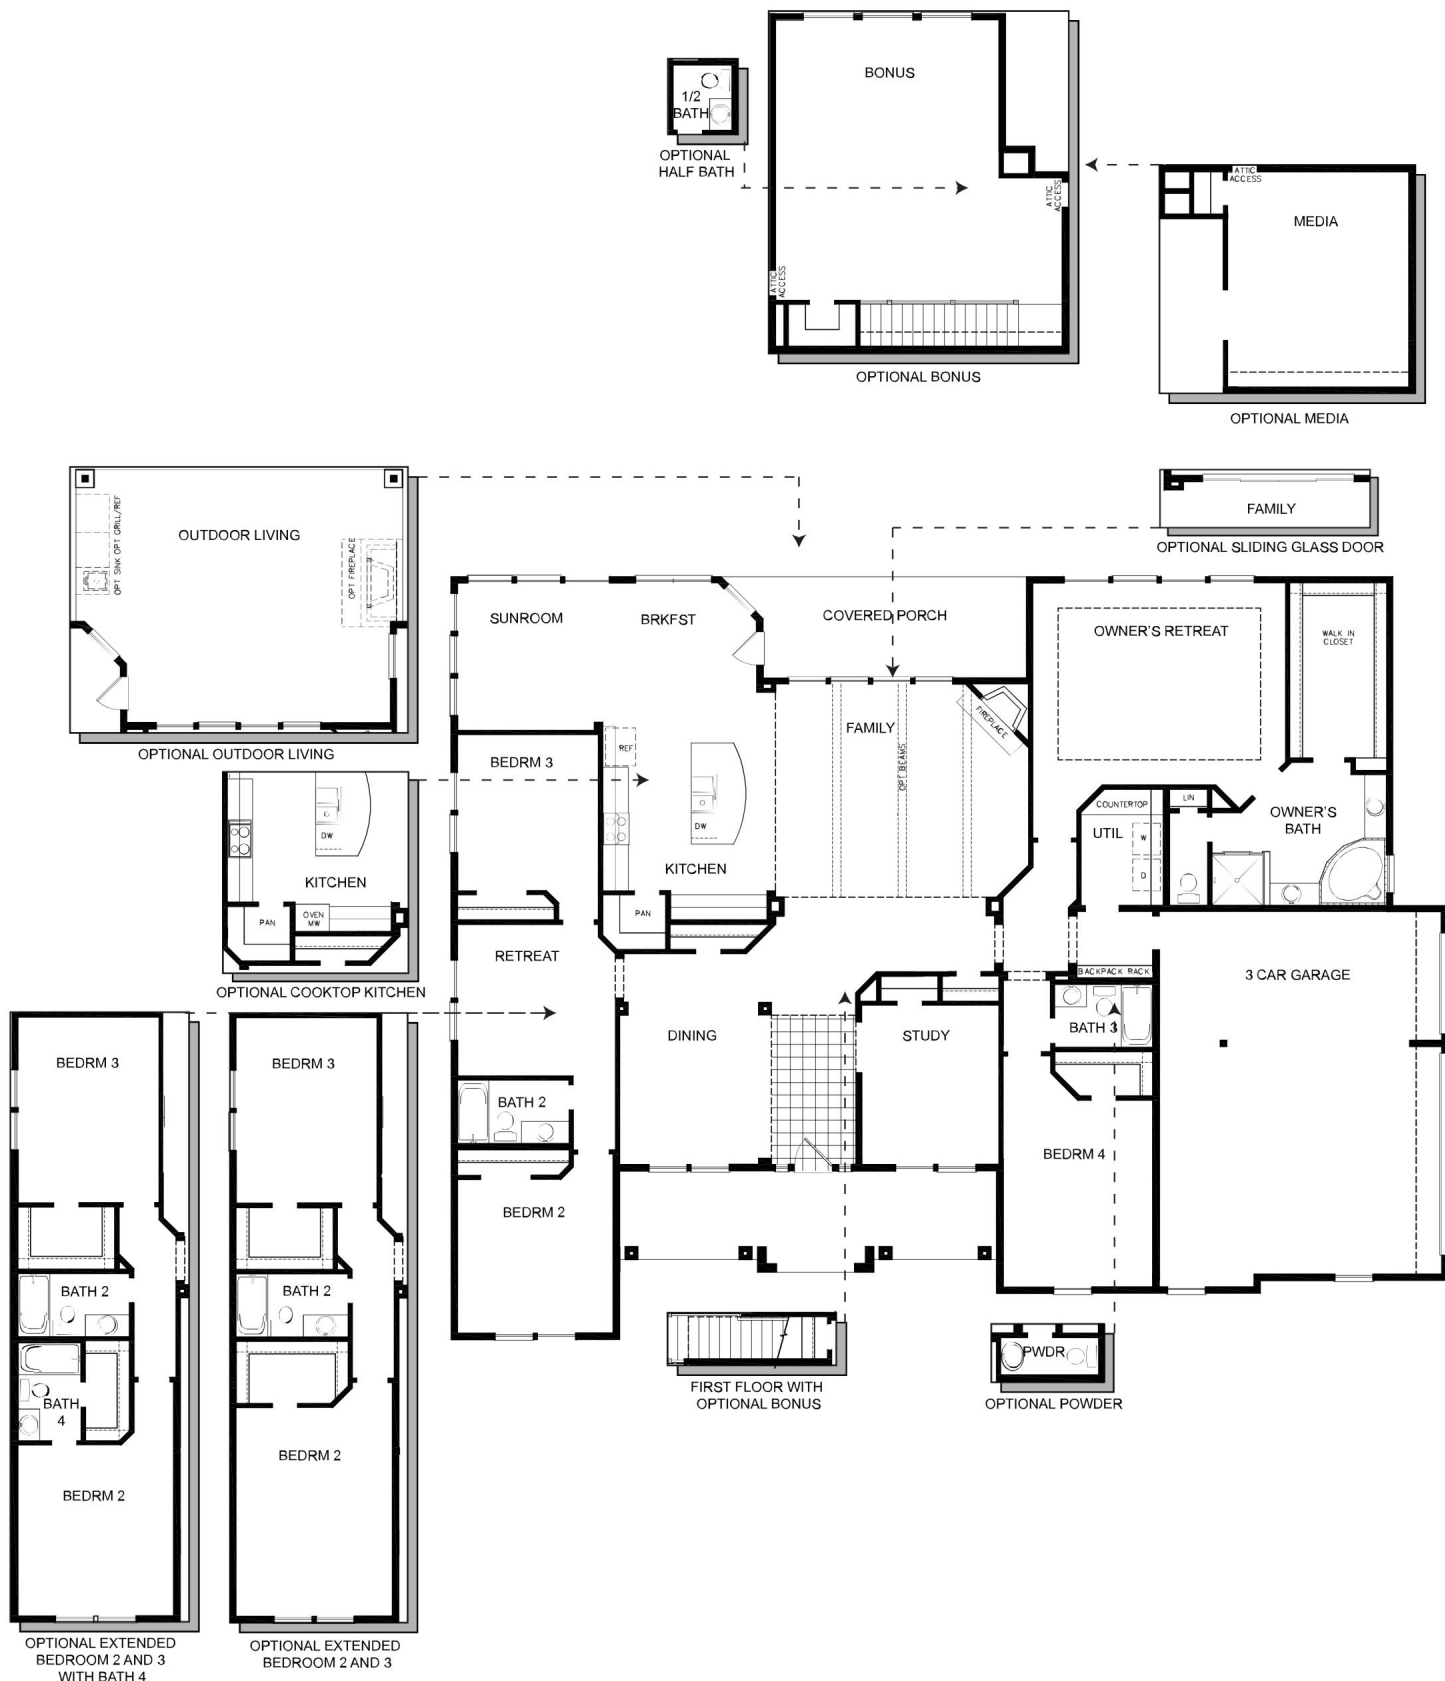 BONUS
1/2
BATH
OPTIONAL
HALF BATH
ATTIC
ACCESS
ATTIC
ACCESS
OPTIONAL BONUS
ATTIC
ACCESS
MEDIA
OPTIONAL MEDIA
OUTDOOR LIVING
OPT SINK OPT GRILL/REF
OPT FIREPLACE
OPTIONAL OUTDOOR LIVING
FAMILY
OPTIONAL SLIDING GLASS DOOR
SUNROOM
BRKFST
COVERED PORCH
OWNER'S RETREAT
WALK IN
CLOSET
FAMILY
FIREPLACE
OPT BEAMS
REF
BEDRM 3
DW
KITCHEN
PAN
COUNTERTOP
UTIL
W
D
LIN
OWNER'S
BATH
DW
KITCHEN
PAN
OVEN
MW
OPTIONAL COOKTOP KITCHEN
RETREAT
BACKPACK RACK
3 CAR GARAGE
DINING
STUDY
BATH 3
BATH 2
BEDRM 4
BEDRM 2
BEDRM 3
BATH 2
BATH
4
BEDRM 2
OPTIONAL EXTENDED
BEDROOM 2 AND 3
WITH BATH 4
BEDRM 3
BATH 2
BEDRM 2
OPTIONAL EXTENDED
BEDROOM 2 AND 3
FIRST FLOOR WITH
OPTIONAL BONUS
PWDR
OPTIONAL POWDER